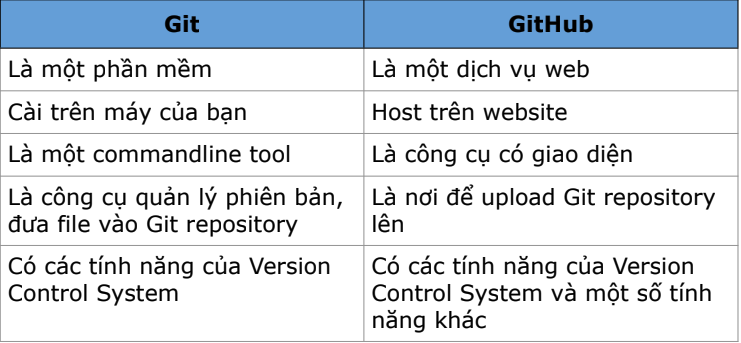 Git
GitHub
Là một phần mềm
Là một dịch vụ web
Cài trên máy của bạn
Host trên website
Là một commandline tool
Là công cụ có giao diện
Là công cụ quản lý phiên bản,
đưa file vào Git repository
Là nơi để upload Git repository
lên
Có các tính năng của Version
Control System
Có các tính năng của Version
Control System và một số tính
năng khác